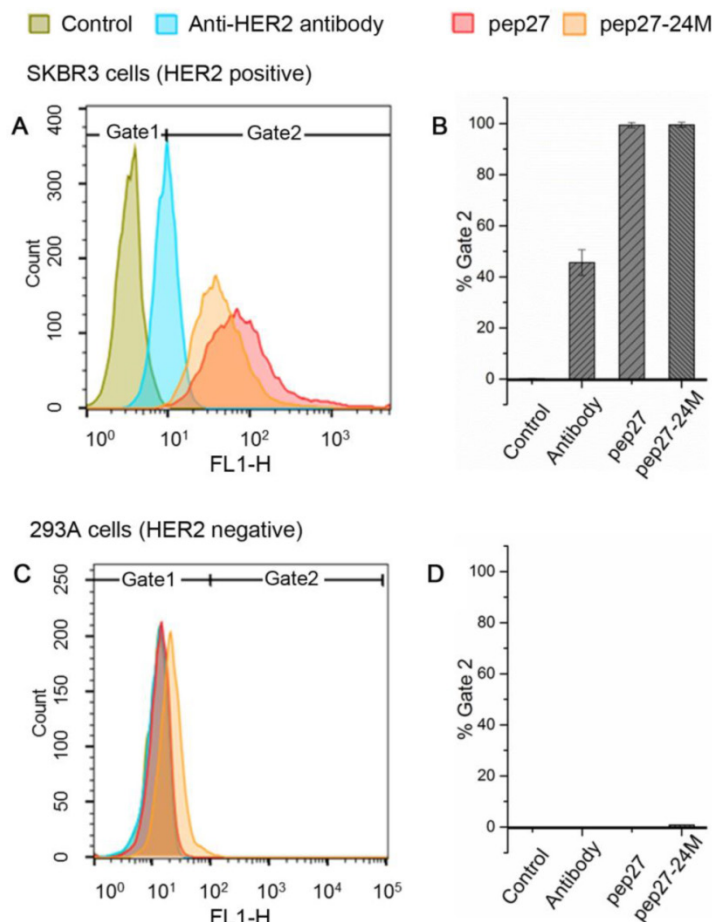 Control Anti-HER2 antibody pep27 pep27-24M
SKBR3 cells (HER2 positive)
A
400
300
200
100
0
Count
Gate1 Gate2
10⁰ 10¹ 10² 10³
FL1-H
B
100
80
60
40
20
0
% Gate 2
Control
Antibody
pep27
pep27-24M
293A cells (HER2 negative)
C
250
200
150
100
50
0
Count
Gate1 Gate2
10⁰ 10¹ 10² 10³ 10⁴ 10⁵
FL1-H
D
100
80
60
40
20
0
% Gate 2
Control
Antibody
pep27
pep27-24M